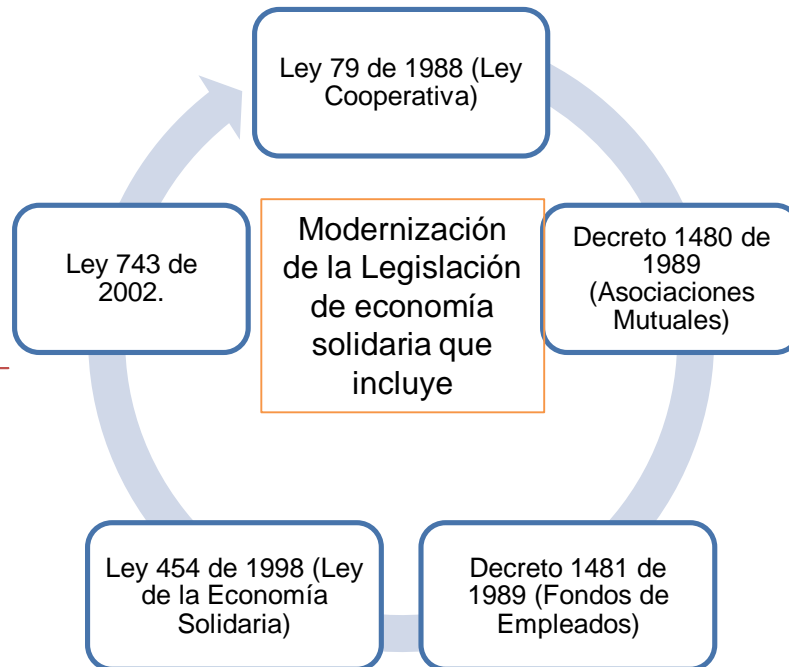 Ley 79 de 1988 (Ley
Cooperativa)
Modernización
de la Legislación
de economía
solidaria que
incluye
Decreto 1480 de
1989
(Asociaciones
Mutuales)
Decreto 1481 de
1989 (Fondos de
Empleados)
Ley 454 de 1998 (Ley
de la Economía
Solidaria)
Ley 743 de
2002.